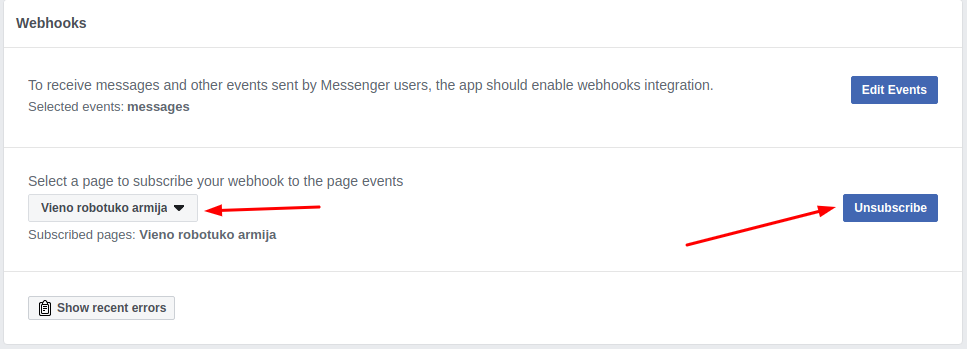 Webhooks
To receive messages and other events sent by Messenger users, the app should enable webhooks integration.
Edit Events
Selected events: messages
Select a page to subscribe your webhook to the page events
Vieno robotuko armija
Unsubscribe
Subscribed pages: Vieno robotuko armija
Show recent errors